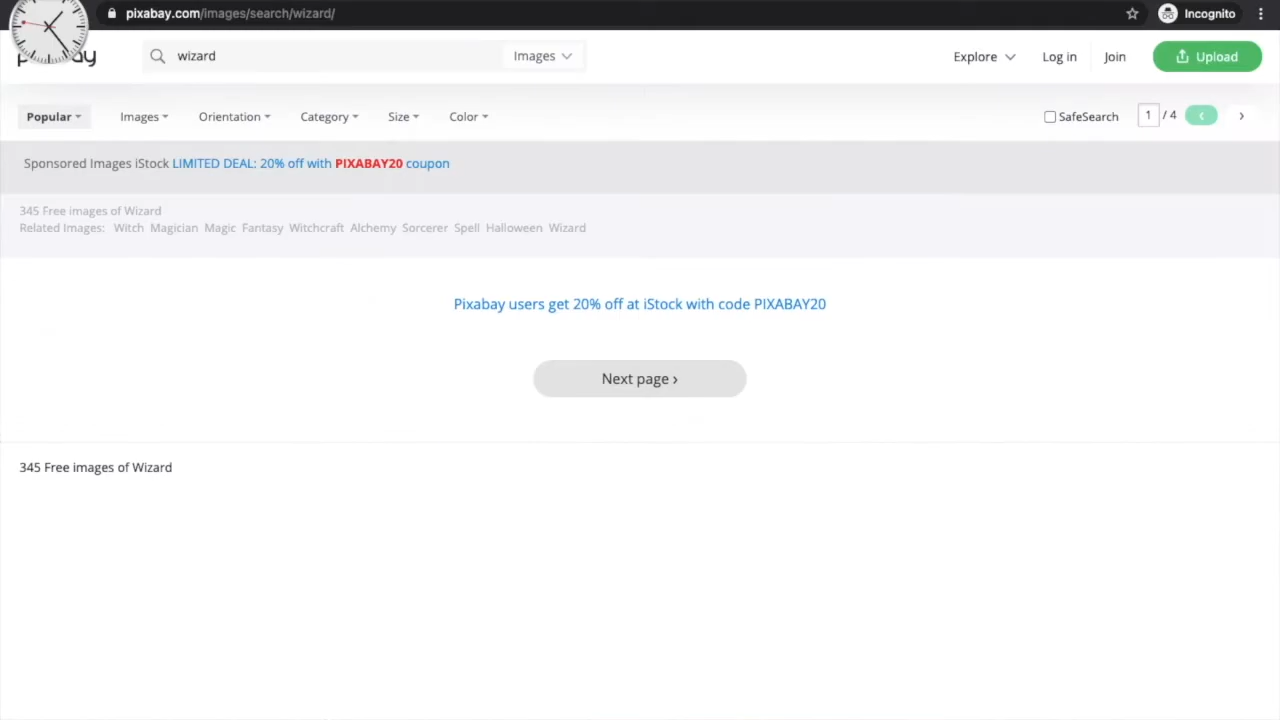 pixabay.com/images/search/wizard/
Incognito
wizard
Images
Explore
Log in
Join
Upload
Popular
Images
Orientation
Category
Size
Color
SafeSearch
1 / 4
Sponsored Images iStock LIMITED DEAL: 20% off with PIXABAY20 coupon
345 Free images of Wizard
Related Images: Witch Magician Magic Fantasy Witchcraft Alchemy Sorcerer Spell Halloween Wizard
Pixabay users get 20% off at iStock with code PIXABAY20
Next page ›
345 Free images of Wizard